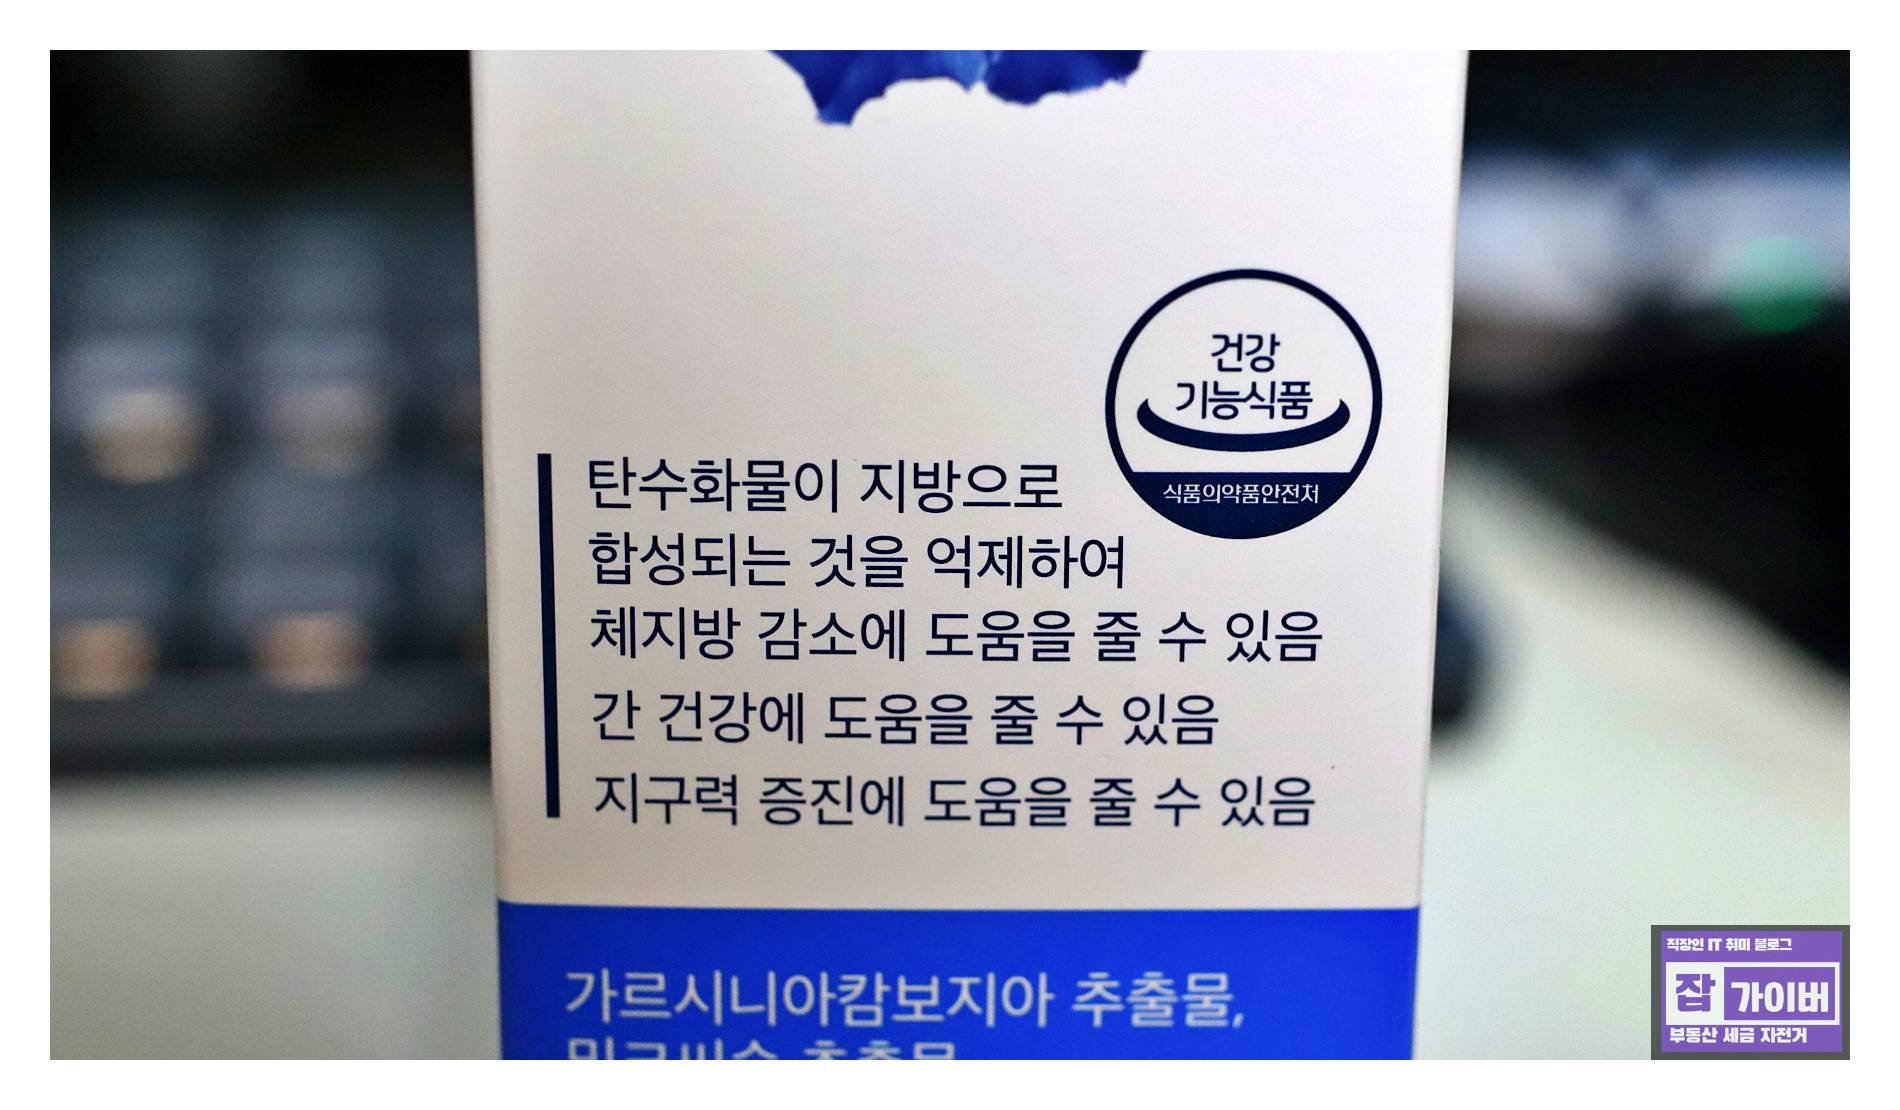 건강
기능식품
식품의약품안전처
탄수화물이 지방으로
합성되는 것을 억제하여
체지방 감소에 도움을 줄 수 있음
간 건강에 도움을 줄 수 있음
지구력 증진에 도움을 줄 수 있음
가르시니아캄보지아 추출물,
직장인 IT 취미 블로그
잡가이버
부동산 세금 자전거